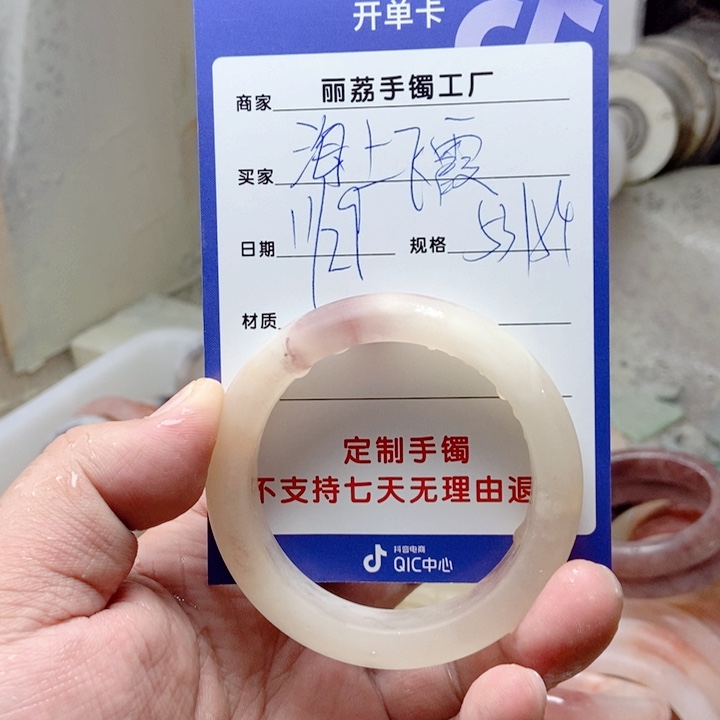 开单卡
商家 丽荔手镯工厂
买家 海上飞霞
日期 11/29 规格 53/54
材质
定制手镯
不支持七天无理由退
抖音电商
QIC中心